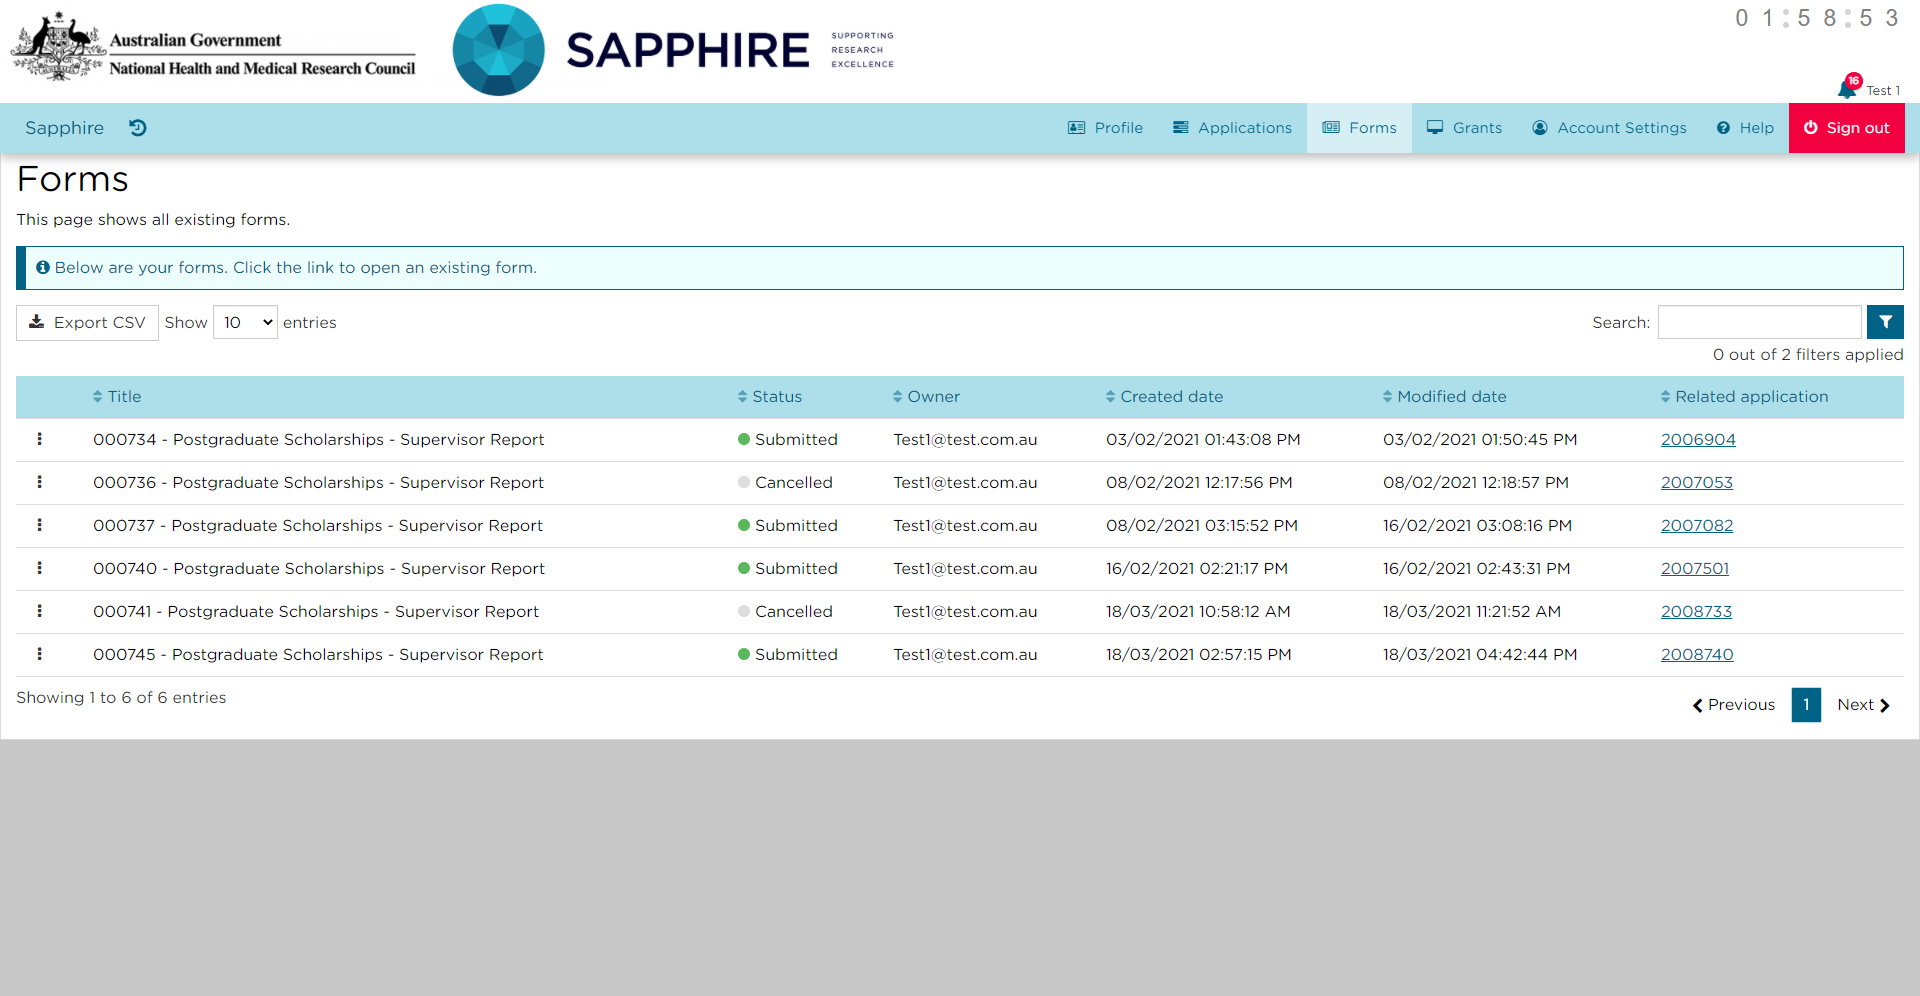 Australian Government
National Health and Medical Research Council
SAPPHIRE
SUPPORTING
RESEARCH
EXCELLENCE
01:58:53
16
Test 1
Sapphire
Profile
Applications
Forms
Grants
Account Settings
Help
Sign out
Forms
This page shows all existing forms.
Below are your forms. Click the link to open an existing form.
Export CSV Show 10 entries
Search:
0 out of 2 filters applied
Title Status Owner Created date Modified date Related application
000734 - Postgraduate Scholarships - Supervisor Report Submitted Test1@test.com.au 03/02/2021 01:43:08 PM 03/02/2021 01:50:45 PM 2006904
000736 - Postgraduate Scholarships - Supervisor Report Cancelled Test1@test.com.au 08/02/2021 12:17:56 PM 08/02/2021 12:18:57 PM 2007053
000737 - Postgraduate Scholarships - Supervisor Report Submitted Test1@test.com.au 08/02/2021 03:15:52 PM 16/02/2021 03:08:16 PM 2007082
000740 - Postgraduate Scholarships - Supervisor Report Submitted Test1@test.com.au 16/02/2021 02:21:17 PM 16/02/2021 02:43:31 PM 2007501
000741 - Postgraduate Scholarships - Supervisor Report Cancelled Test1@test.com.au 18/03/2021 10:58:12 AM 18/03/2021 11:21:52 AM 2008733
000745 - Postgraduate Scholarships - Supervisor Report Submitted Test1@test.com.au 18/03/2021 02:57:15 PM 18/03/2021 04:42:44 PM 2008740
Showing 1 to 6 of 6 entries
Previous 1 Next